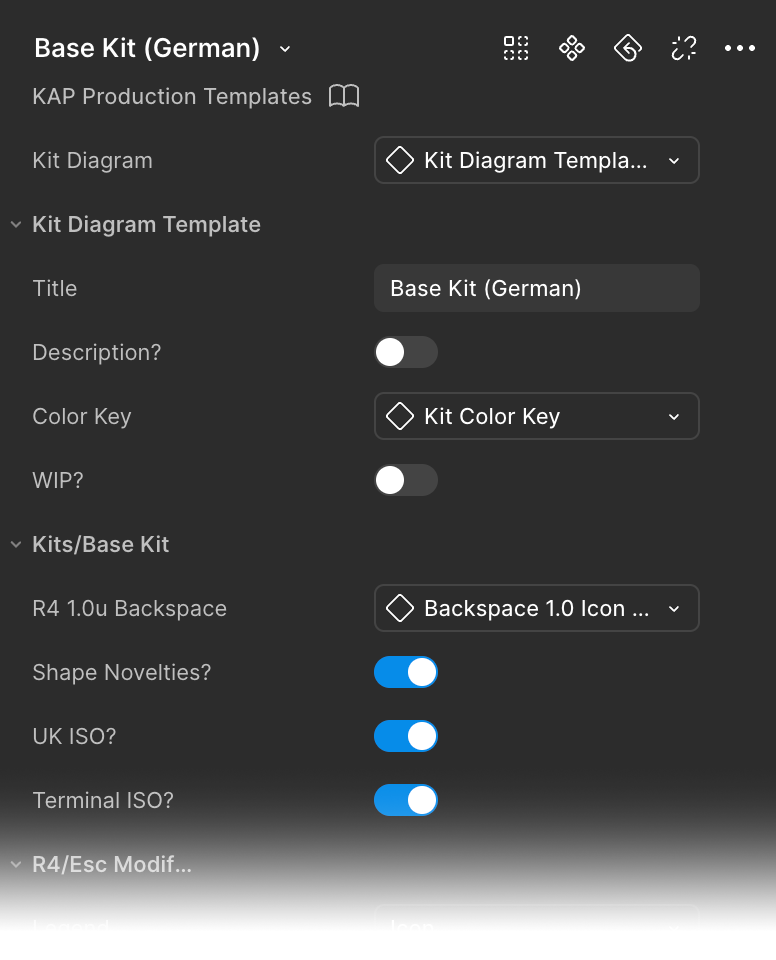 Base Kit (German)
KAP Production Templates
Kit Diagram
Kit Diagram Templa...
Kit Diagram Template
Title
Base Kit (German)
Description?
Color Key
Kit Color Key
WIP?
Kits/Base Kit
R4 1.0u Backspace
Backspace 1.0 Icon ...
Shape Novelties?
UK ISO?
Terminal ISO?
R4/Esc Modif...
Legend
Icon